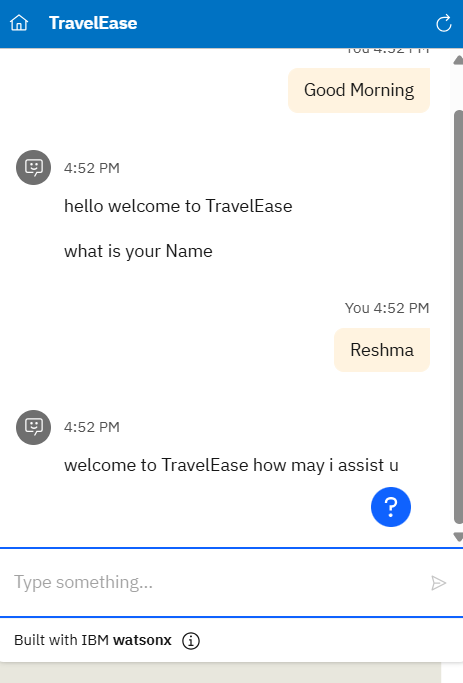 TravelEase
You 4:52 PM
Good Morning
4:52 PM
hello welcome to TravelEase
what is your Name
You 4:52 PM
Reshma
4:52 PM
welcome to TravelEase how may i assist u
?
Type something...
Built with IBM watsonx